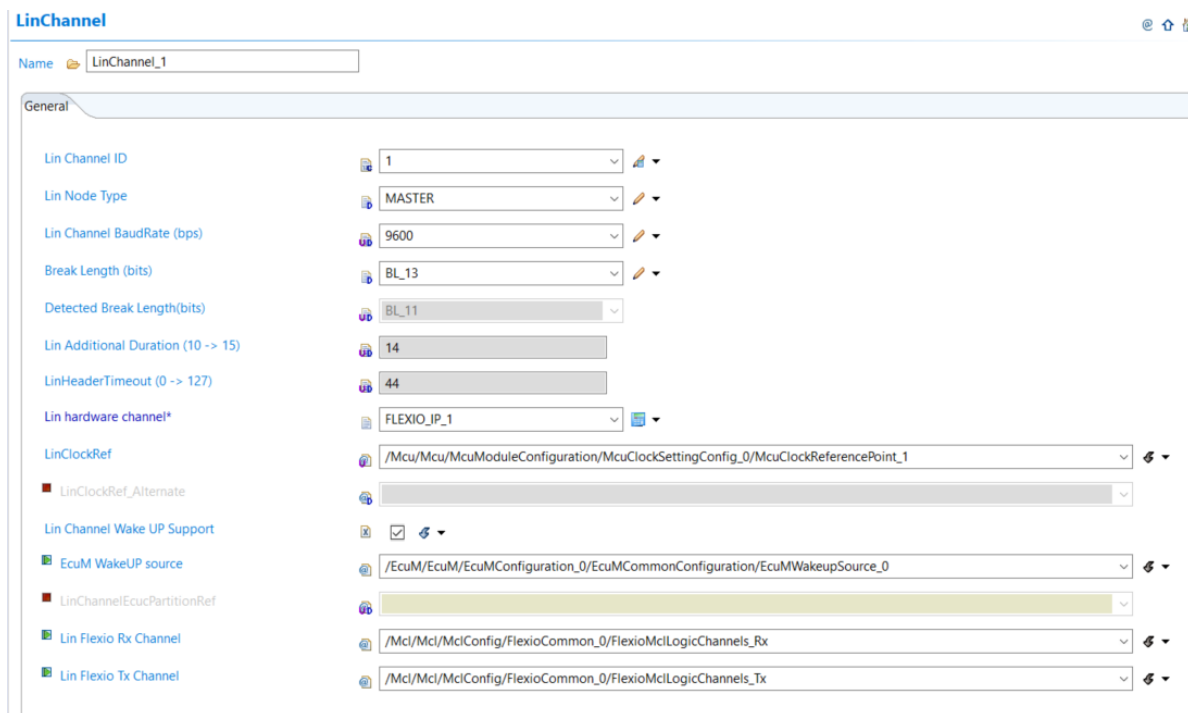 LinChannel
Name LinChannel_1
General
Lin Channel ID 1
Lin Node Type MASTER
Lin Channel BaudRate (bps) 9600
Break Length (bits) BL_13
Detected Break Length(bits) BL_11
Lin Additional Duration (10 -> 15) 14
LinHeaderTimeout (0 -> 127) 44
Lin hardware channel* FLEXIO_IP_1
LinClockRef /Mcu/Mcu/McuModuleConfiguration/McuClockSettingConfig_0/McuClockReferencePoint_1
LinClockRef_Alternate
Lin Channel Wake UP Support
EcuM WakeUP source /EcuM/EcuM/EcuMConfiguration_0/EcuMCommonConfiguration/EcuMWakeupSource_0
LinChannelEcucPartitionRef
Lin Flexio Rx Channel /Mcl/Mcl/MclConfig/FlexioCommon_0/FlexioMclLogicChannels_Rx
Lin Flexio Tx Channel /Mcl/Mcl/MclConfig/FlexioCommon_0/FlexioMclLogicChannels_Tx